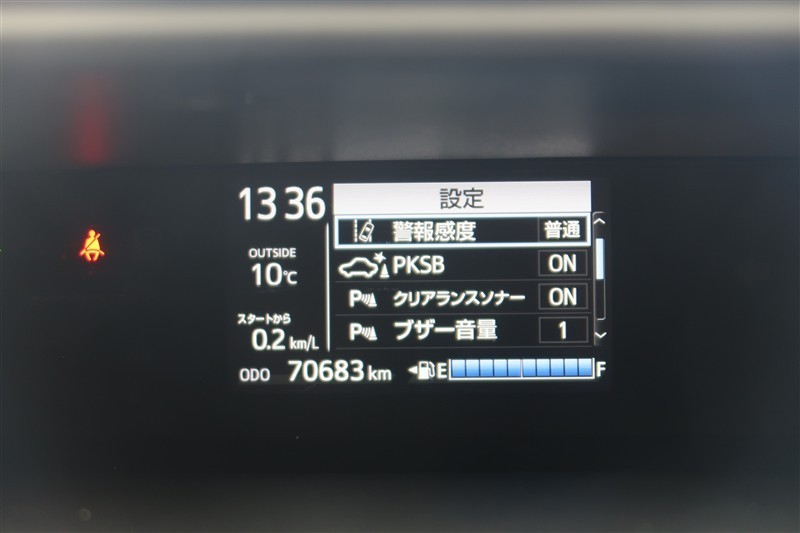 13 36
設定
警報感度 普通
OUTSIDE
10℃
PKSB ON
P クリアランスソナー ON
スタートから
0.2 km/L
P ブザー音量 1
ODO 70683 km E F